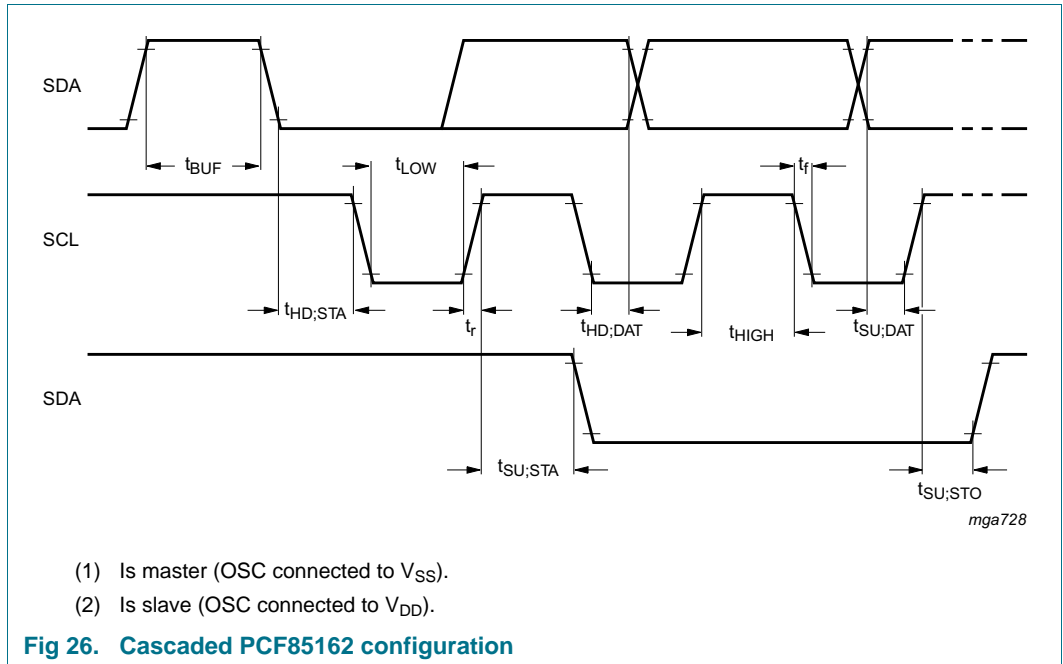 SDA
tBUF tLOW tf
SCL
tHD;STA tr tHD;DAT tHIGH tSU;DAT
SDA
tSU;STA tSU;STO
mga728
(1) Is master (OSC connected to VSS).
(2) Is slave (OSC connected to VDD).
Fig 26. Cascaded PCF85162 configuration